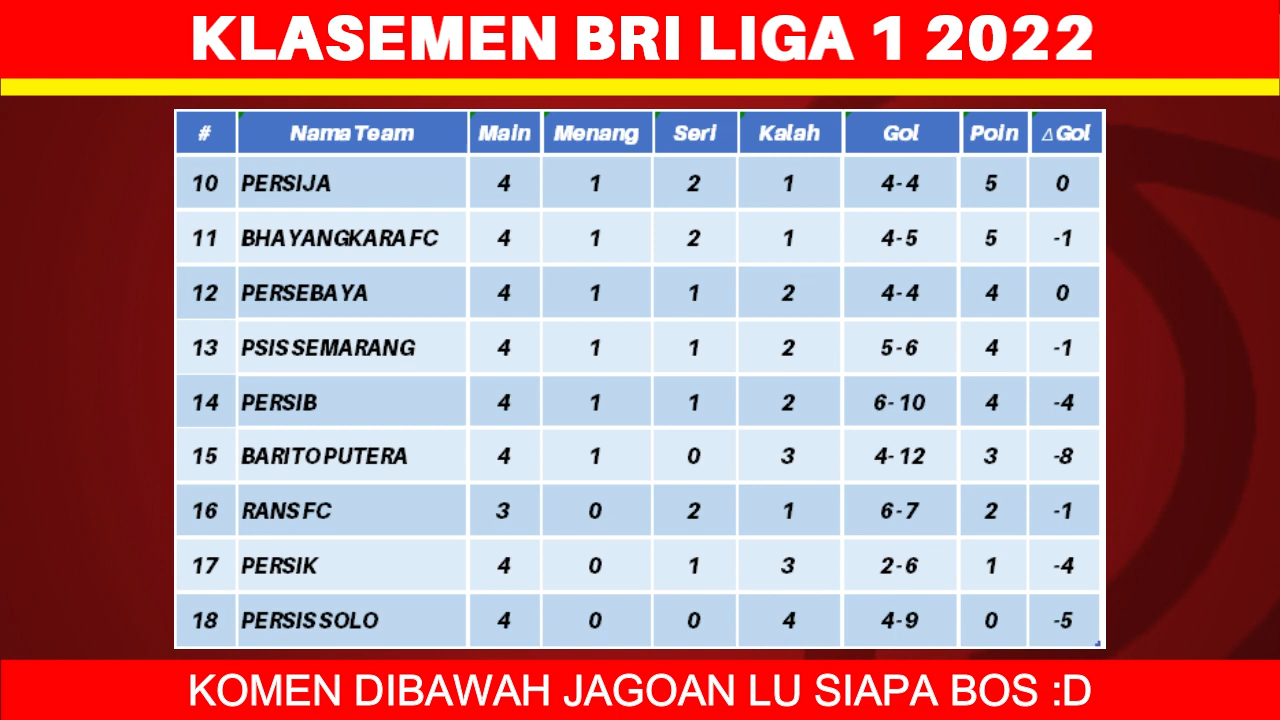 KLASEMEN BRI LIGA 1 2022
# Nama Team Main Menang Seri Kalah Gol Poin △ Gol
10 PERSIJA 4 1 2 1 4-4 5 0
11 BHAYANGKARA FC 4 1 2 1 4-5 5 -1
12 PERSEBAYA 4 1 1 2 4-4 4 0
13 PSIS SEMARANG 4 1 1 2 5-6 4 -1
14 PERSIB 4 1 1 2 6-10 4 -4
15 BARITO PUTERA 4 1 0 3 4-12 3 -8
16 RANS FC 3 0 2 1 6-7 2 -1
17 PERSIK 4 0 1 3 2-6 1 -4
18 PERSIS SOLO 4 0 0 4 4-9 0 -5
KOMEN DIBAWAH JAGOAN LU SIAPA BOS :D